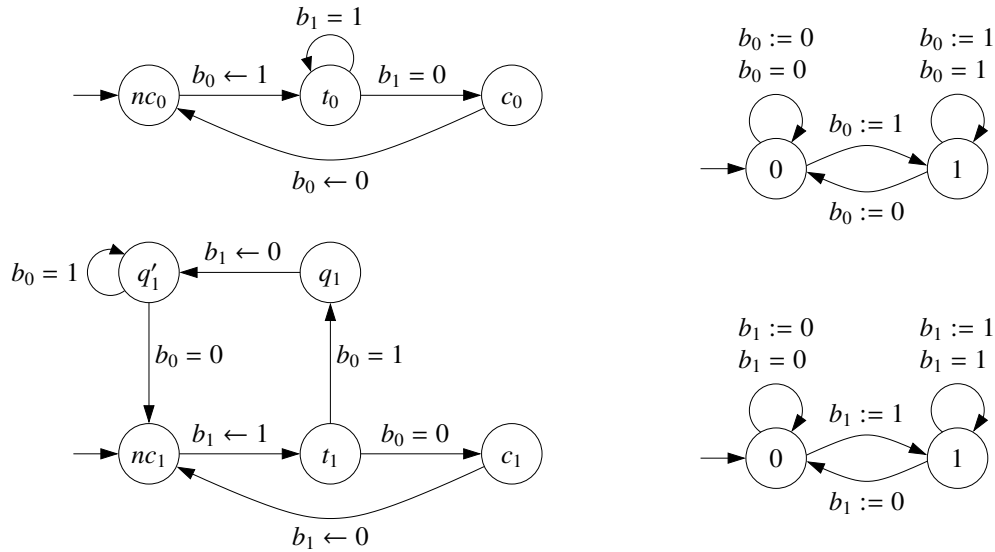 b₁ = 1
nc₀
b₀ ← 1
t₀
b₁ = 0
c₀
b₀ ← 0
b₀ := 0
b₀ = 0
b₀ := 1
b₀ = 1
0
b₀ := 1
1
b₀ := 0
b₀ = 1
q′₁
b₁ ← 0
q₁
b₀ = 0
b₀ = 1
nc₁
b₁ ← 1
t₁
b₀ = 0
c₁
b₁ ← 0
b₁ := 0
b₁ = 0
b₁ := 1
b₁ = 1
0
b₁ := 1
1
b₁ := 0